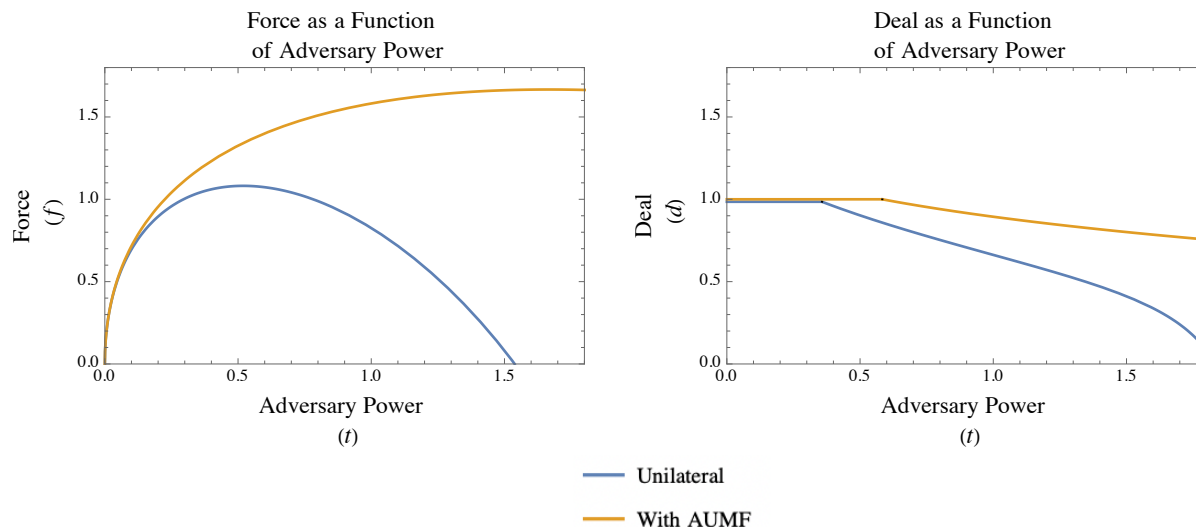 Force as a Function
of Adversary Power
Force
(f)
1.5
1.0
0.5
0.0
0.0 0.5 1.0 1.5
Adversary Power
(t)
Deal as a Function
of Adversary Power
Deal
(d)
1.5
1.0
0.5
0.0
0.0 0.5 1.0 1.5
Adversary Power
(t)
Unilateral
With AUMF